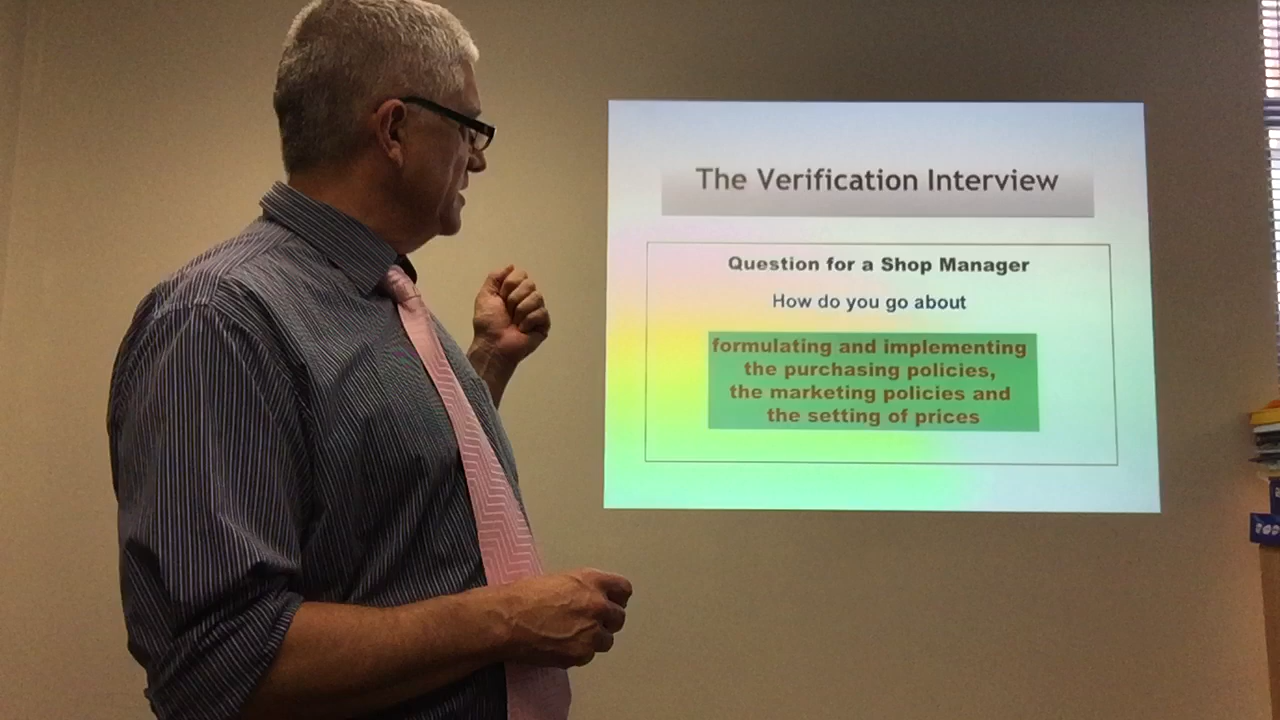 The Verification Interview
Question for a Shop Manager
How do you go about
formulating and implementing
the purchasing policies,
the marketing policies and
the setting of prices